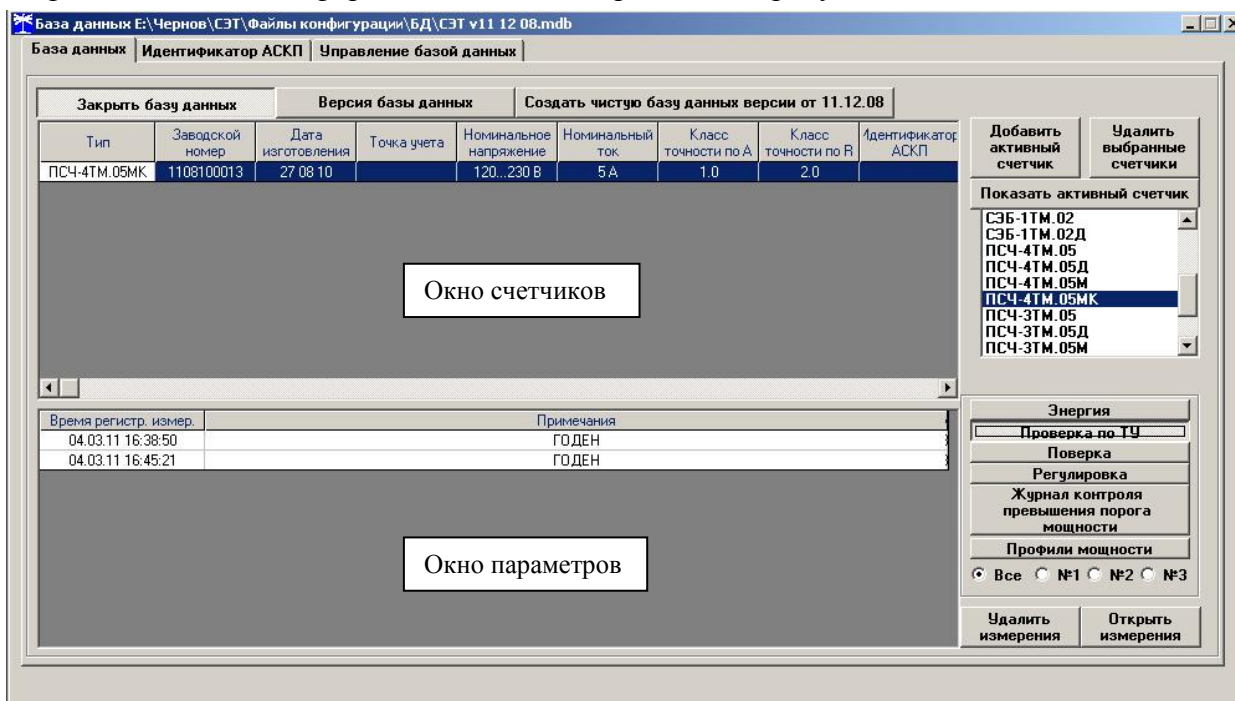 База данных E:\Чернов\СЭТ\Файлы конфигурации\БД\СЭТ v11 12 08.mdb
База данных Идентификатор АСКП Управление базой данных
Закрыть базу данных Версия базы данных Создать чистую базу данных версии от 11.12.08
Тип Заводской номер Дата изготовления Точка учета Номинальное напряжение Номинальный ток Класс точности по А Класс точности по R Идентификатор АСКП
ПСЧ-4ТМ.05МК 1108100013 27 08 10 120...230 В 5 А 1.0 2.0
Окно счетчиков
Добавить активный счетчик
Удалить выбранные счетчики
Показать активный счетчик
СЭБ-1ТМ.02
СЭБ-1ТМ.02Д
ПСЧ-4ТМ.05
ПСЧ-4ТМ.05Д
ПСЧ-4ТМ.05М
ПСЧ-4ТМ.05МК
ПСЧ-3ТМ.05
ПСЧ-3ТМ.05Д
ПСЧ-3ТМ.05М
Время регистр. измер. Примечания
04.03.11 16:38:50 ГОДЕН
04.03.11 16:45:21 ГОДЕН
Окно параметров
Энергия
Проверка по ТУ
Поверка
Регулировка
Журнал контроля
превышения порога
мощности
Профили мощности
Все №1 №2 №3
Удалить измерения
Открыть измерения